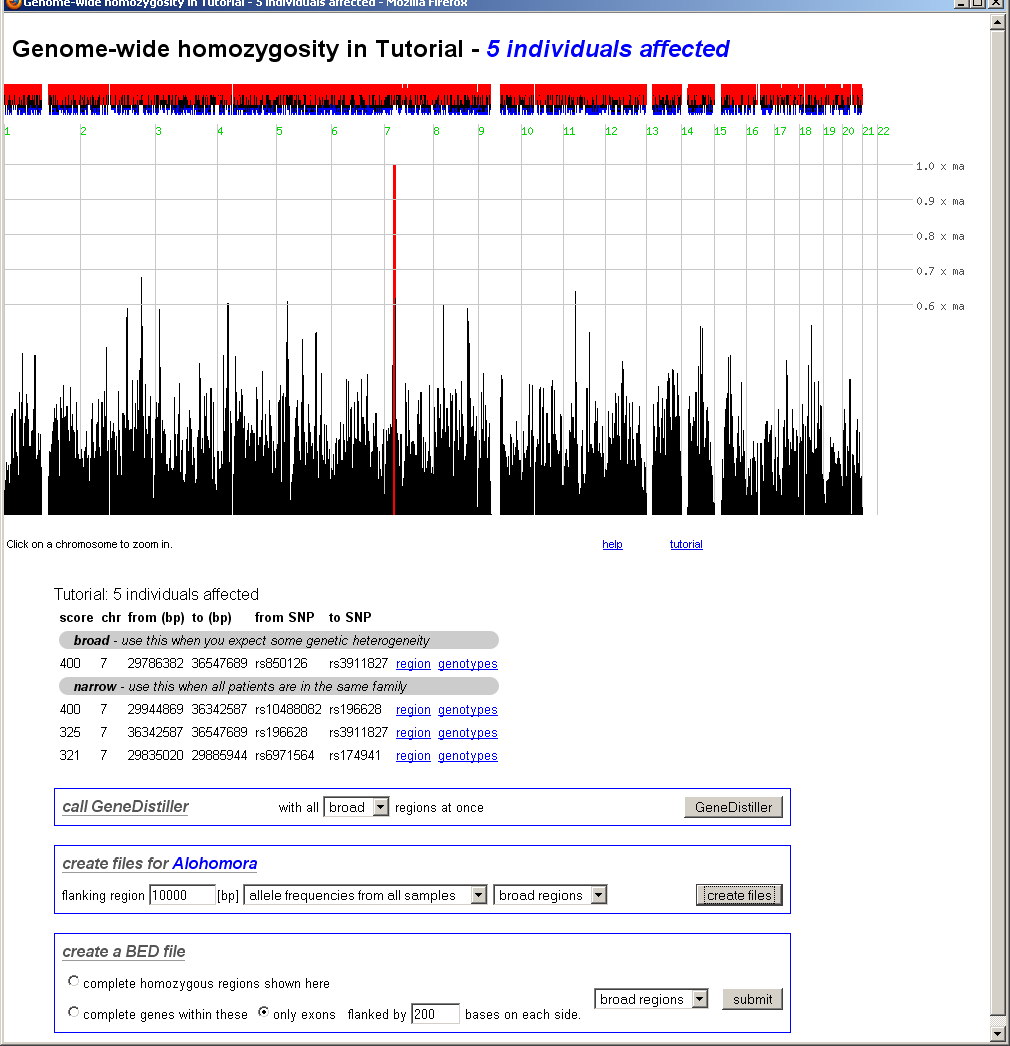 Genome-wide homozygosity in Tutorial - 5 individuals affected - Mozilla Firefox
Genome-wide homozygosity in Tutorial - 5 individuals affected
1 2 3 4 5 6 7 8 9 10 11 12 13 14 15 16 17 18 19 20 21 22
1.0 x ma
0.9 x ma
0.8 x ma
0.7 x ma
0.6 x ma
Click on a chromosome to zoom in. help tutorial
Tutorial: 5 individuals affected
score chr from (bp) to (bp) from SNP to SNP
broad - use this when you expect some genetic heterogeneity
400 7 29786382 36547689 rs850126 rs3911827 region genotypes
narrow - use this when all patients are in the same family
400 7 29944869 36342587 rs10488082 rs196628 region genotypes
325 7 36342587 36547689 rs196628 rs3911827 region genotypes
321 7 29835020 29885944 rs6971564 rs174941 region genotypes
call GeneDistiller with all broad regions at once GeneDistiller
create files for Alohomora
flanking region 10000 [bp] allele frequencies from all samples broad regions create files
create a BED file
complete homozygous regions shown here
broad regions submit
complete genes within these only exons flanked by 200 bases on each side.